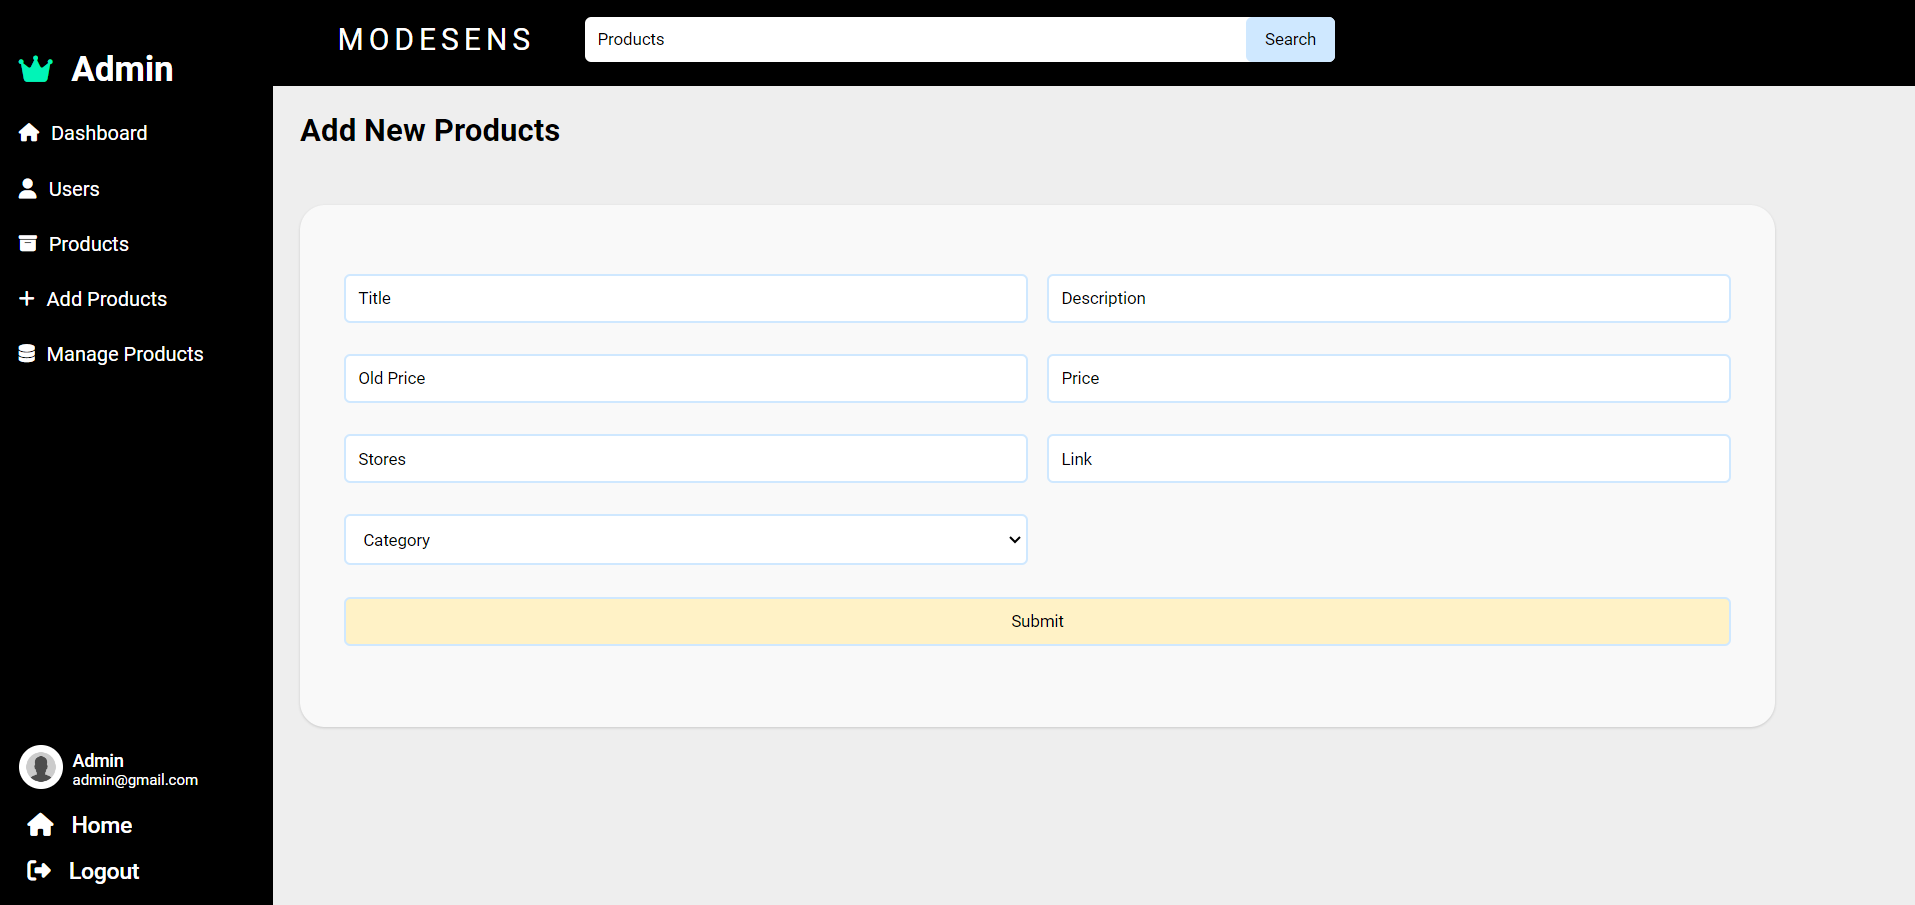 Admin
Dashboard
Users
Products
Add Products
Manage Products
Admin
admin@gmail.com
Home
Logout
MODESENS
Products
Search
Add New Products
Title
Description
Old Price
Price
Stores
Link
Category
Submit